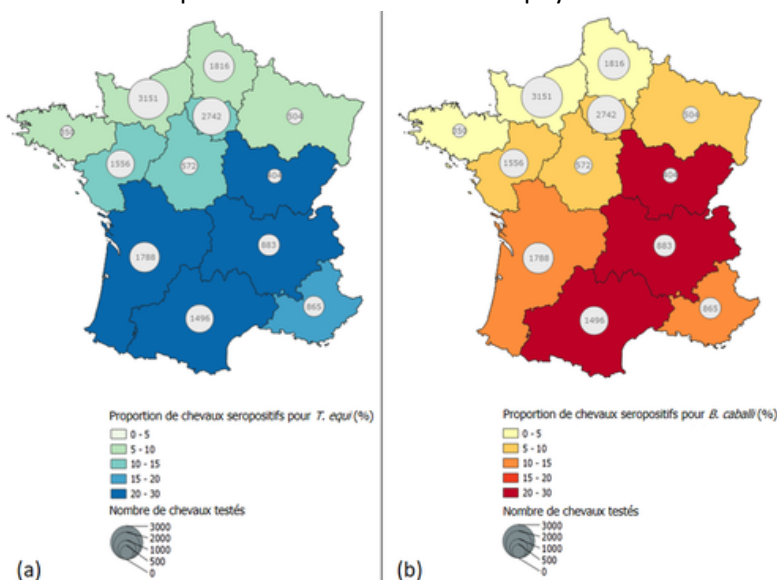 1816
3151
2742
504
1556
572
1788
883
865
1496
Proportion de chevaux seropositifs pour T. equi (%)
0 - 5
5 - 10
10 - 15
15 - 20
20 - 30
Nombre de chevaux testés
3000
2000
1000
500
0
(a)
1816
3151
2742
504
1556
572
1788
883
865
1496
Proportion de chevaux seropositifs pour B. caballi (%)
0 - 5
5 - 10
10 - 15
15 - 20
20 - 30
Nombre de chevaux testés
3000
2000
1000
500
0
(b)